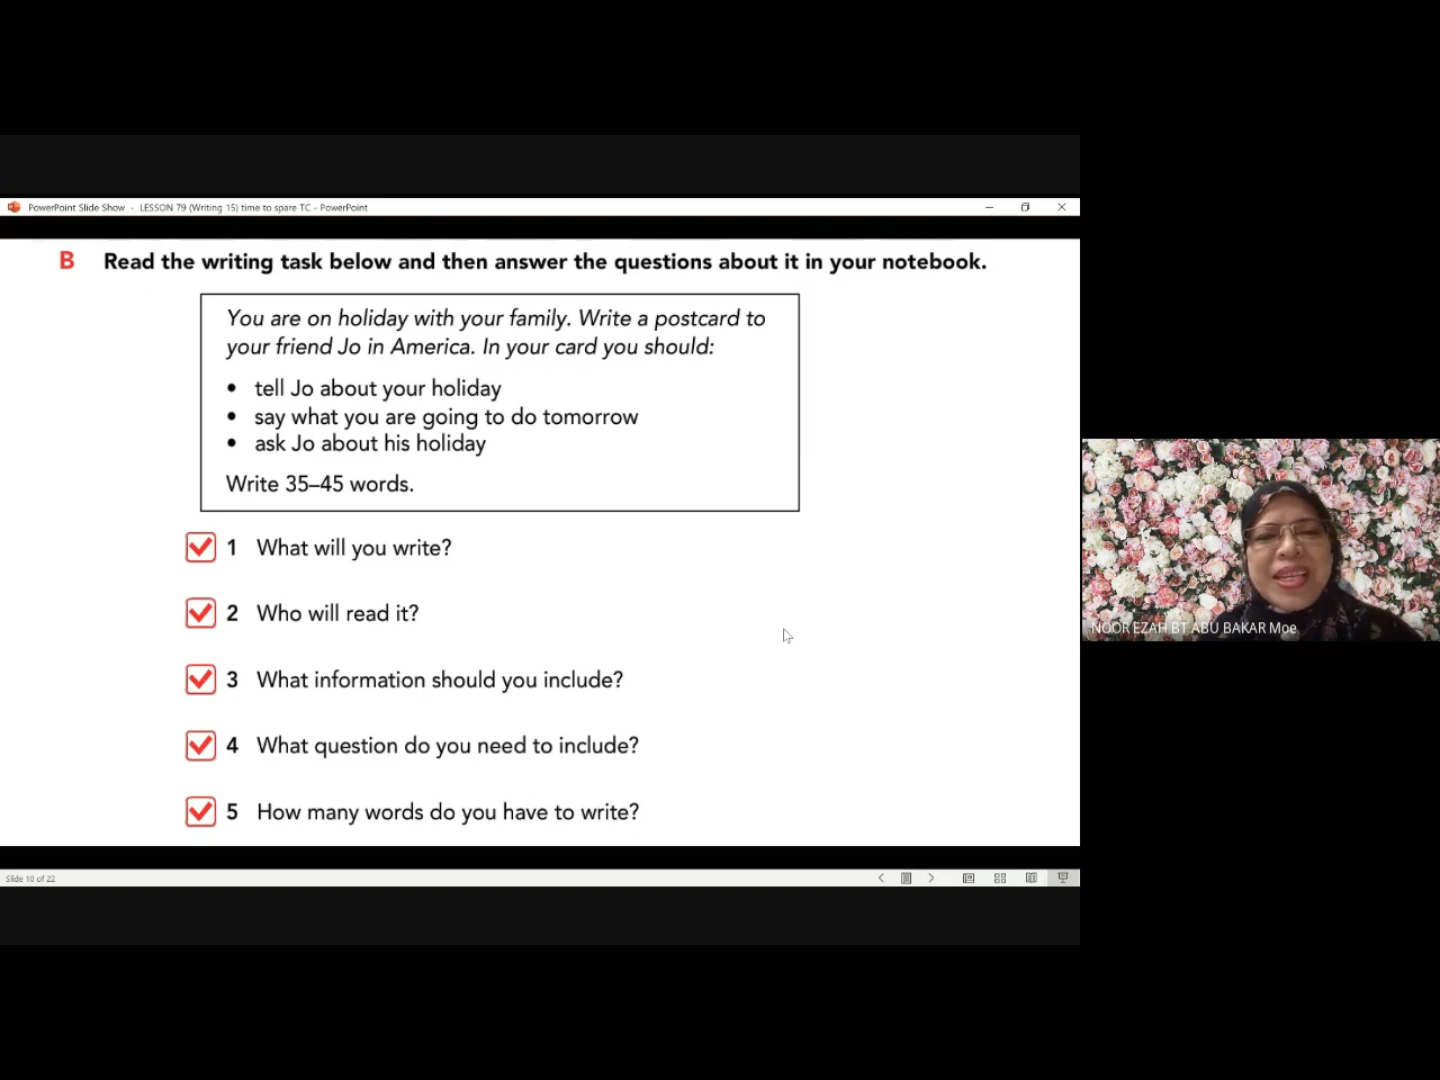 PowerPoint Slide Show - LESSON 79 (Writing 15) time to spare TC - PowerPoint
B Read the writing task below and then answer the questions about it in your notebook.
You are on holiday with your family. Write a postcard to
your friend Jo in America. In your card you should:
• tell Jo about your holiday
• say what you are going to do tomorrow
• ask Jo about his holiday
Write 35–45 words.
1 What will you write?
2 Who will read it?
3 What information should you include?
4 What question do you need to include?
5 How many words do you have to write?
NOOR EZAH BT ABU BAKAR Moe
Slide 10 of 22